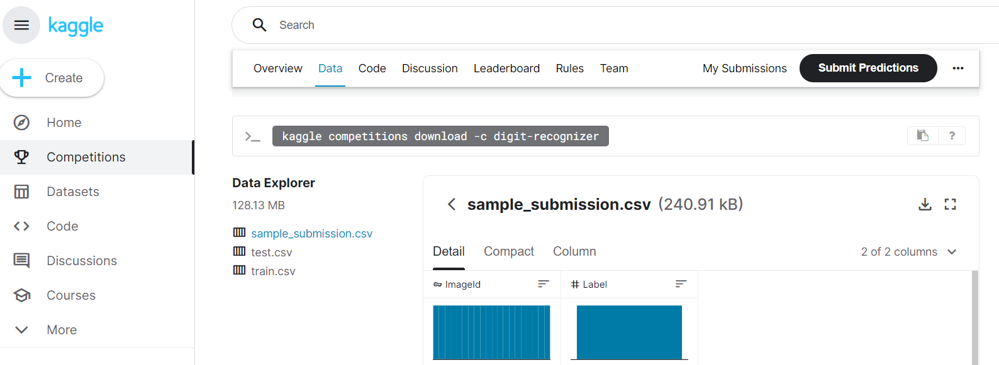 kaggle
Search
Create
Home
Competitions
Datasets
Code
Discussions
Courses
More
Overview Data Code Discussion Leaderboard Rules Team My Submissions Submit Predictions
kaggle competitions download -c digit-recognizer
?
Data Explorer
128.13 MB
sample_submission.csv
test.csv
train.csv
sample_submission.csv (240.91 kB)
Detail Compact Column 2 of 2 columns
ImageId # Label